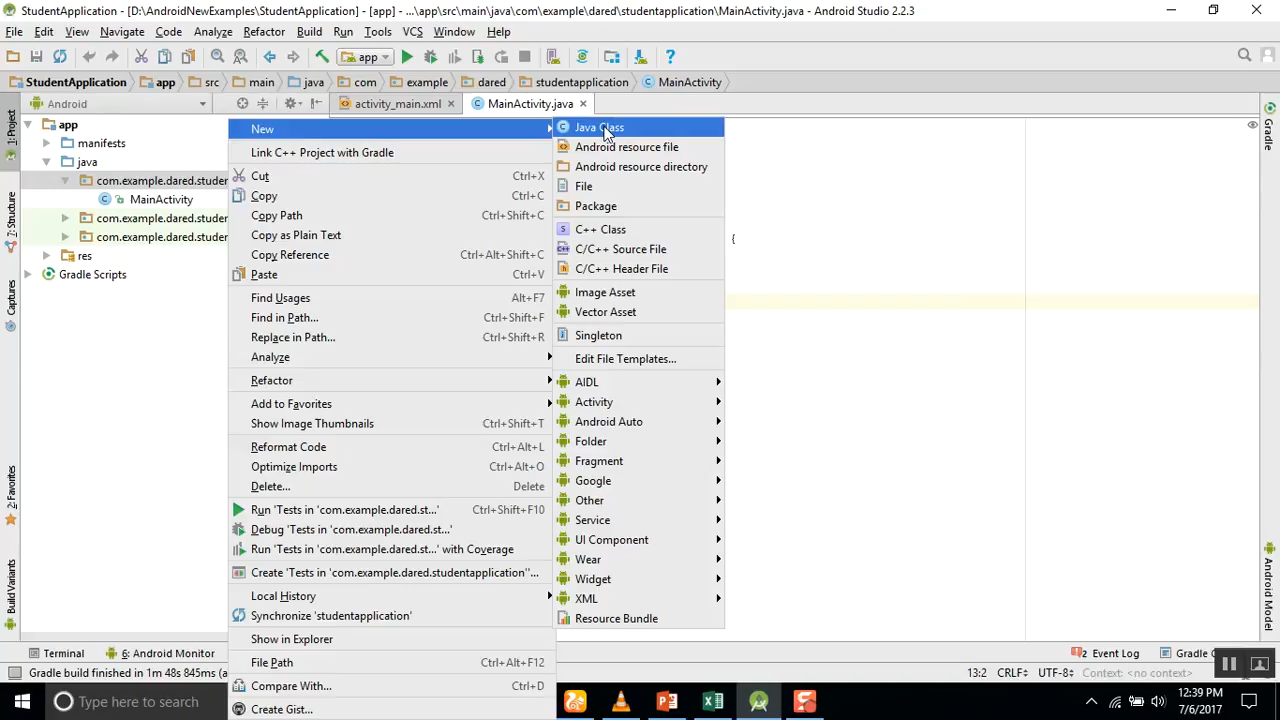 StudentApplication - [D:\AndroidNewExamples\StudentApplication] - [app] - ...\app\src\main\java\com\example\dared\studentapplication\MainActivity.java - Android Studio 2.2.3
File Edit View Navigate Code Analyze Refactor Build Run Tools VCS Window Help
app
StudentApplication app src main java com example dared studentapplication MainActivity
Android activity_main.xml MainActivity.java
1: Project
7: Structure
Captures
2: Favorites
Build Variants
app
manifests
java
com.example.dared.studen
MainActivity
com.example.dared.studen
com.example.dared.studen
res
Gradle Scripts
New
Link C++ Project with Gradle
Cut Ctrl+X
Copy Ctrl+C
Copy Path Ctrl+Shift+C
Copy as Plain Text
Copy Reference Ctrl+Alt+Shift+C
Paste Ctrl+V
Find Usages Alt+F7
Find in Path... Ctrl+Shift+F
Replace in Path... Ctrl+Shift+R
Analyze
Refactor
Add to Favorites
Show Image Thumbnails Ctrl+Shift+T
Reformat Code Ctrl+Alt+L
Optimize Imports Ctrl+Alt+O
Delete... Delete
Run 'Tests in 'com.example.dared.st...' Ctrl+Shift+F10
Debug 'Tests in 'com.example.dared.st...'
Run 'Tests in 'com.example.dared.st...' with Coverage
Create 'Tests in 'com.example.dared.studentapplication''...
Local History
Synchronize 'studentapplication'
Show in Explorer
File Path Ctrl+Alt+F12
Compare With... Ctrl+D
Create Gist...
Java Class
Android resource file
Android resource directory
File
Package
C++ Class
C/C++ Source File
C/C++ Header File
Image Asset
Vector Asset
Singleton
Edit File Templates...
AIDL
Activity
Android Auto
Folder
Fragment
Google
Other
Service
UI Component
Wear
Widget
XML
Resource Bundle
{
Gradle
Android Model
Terminal 6: Android Monitor 2 Event Log Gradle C
Gradle build finished in 1m 48s 845ms (a 13:2 CRLF÷ UTF-8÷ Context: <no context>
Type here to search
12:39 PM
7/6/2017